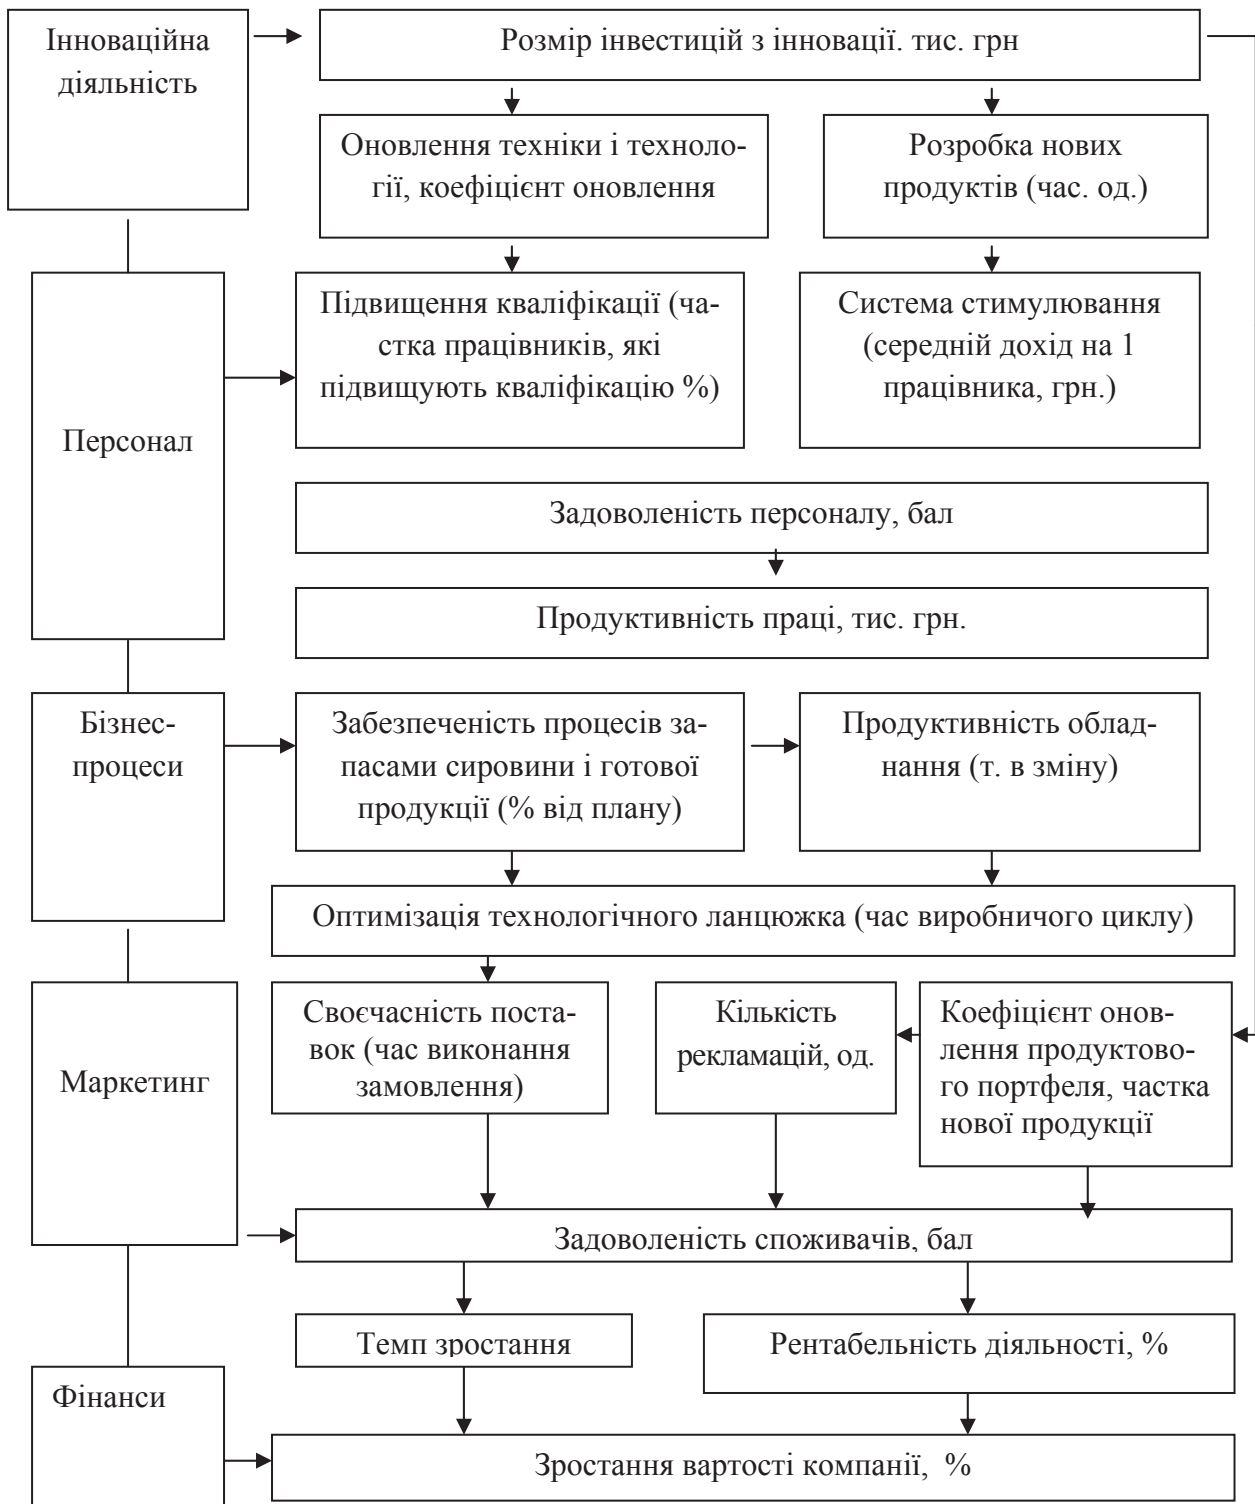 Інноваційна
діяльність
Розмір інвестицій з інновації. тис. грн
Оновлення техніки і техноло-
гії, коефіцієнт оновлення
Розробка нових
продуктів (час. од.)
Персонал
Підвищення кваліфікації (ча-
стка працівників, які
підвищують кваліфікацію %)
Система стимулювання
(середній дохід на 1
працівника, грн.)
Задоволеність персоналу, бал
Продуктивність праці, тис. грн.
Бізнес-
процеси
Забезпеченість процесів за-
пасами сировини і готової
продукції (% від плану)
Продуктивність облад-
нання (т. в зміну)
Оптимізація технологічного ланцюжка (час виробничого циклу)
Маркетинг
Своєчасність поста-
вок (час виконання
замовлення)
Кількість
рекламацій, од.
Коефіцієнт онов-
лення продуктово-
го портфеля, частка
нової продукції
Задоволеність споживачів, бал
Темп зростання
Рентабельність діяльності, %
Фінанси
Зростання вартості компанії, %